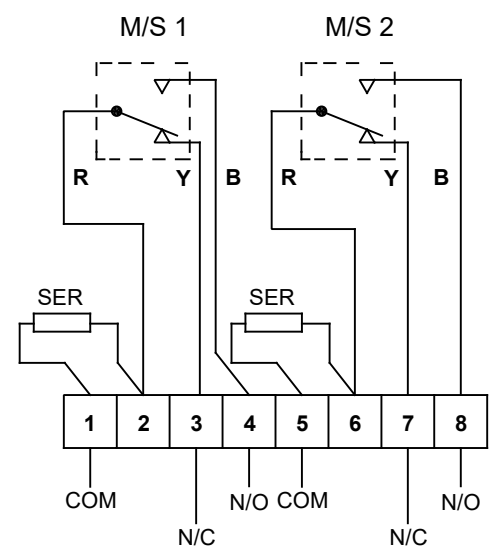 M/S 1 M/S 2
R Y B R Y B
SER SER
1 2 3 4 5 6 7 8
COM N/O COM N/O
N/C N/C